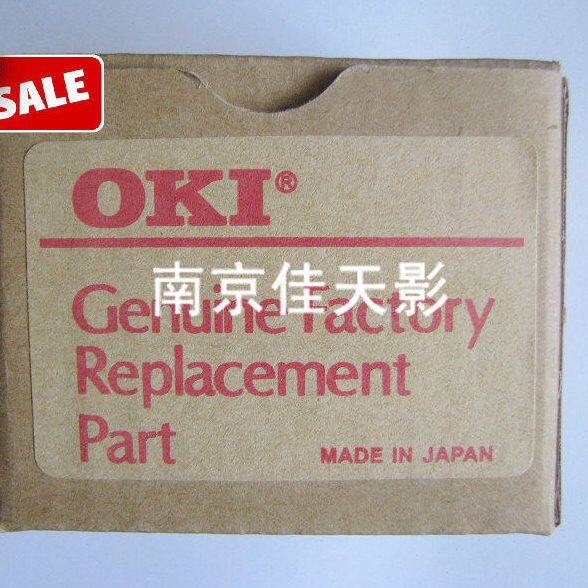 SALE
OKI®
南京佳天影
Genuine Factory
Replacement
Part
MADE IN JAPAN